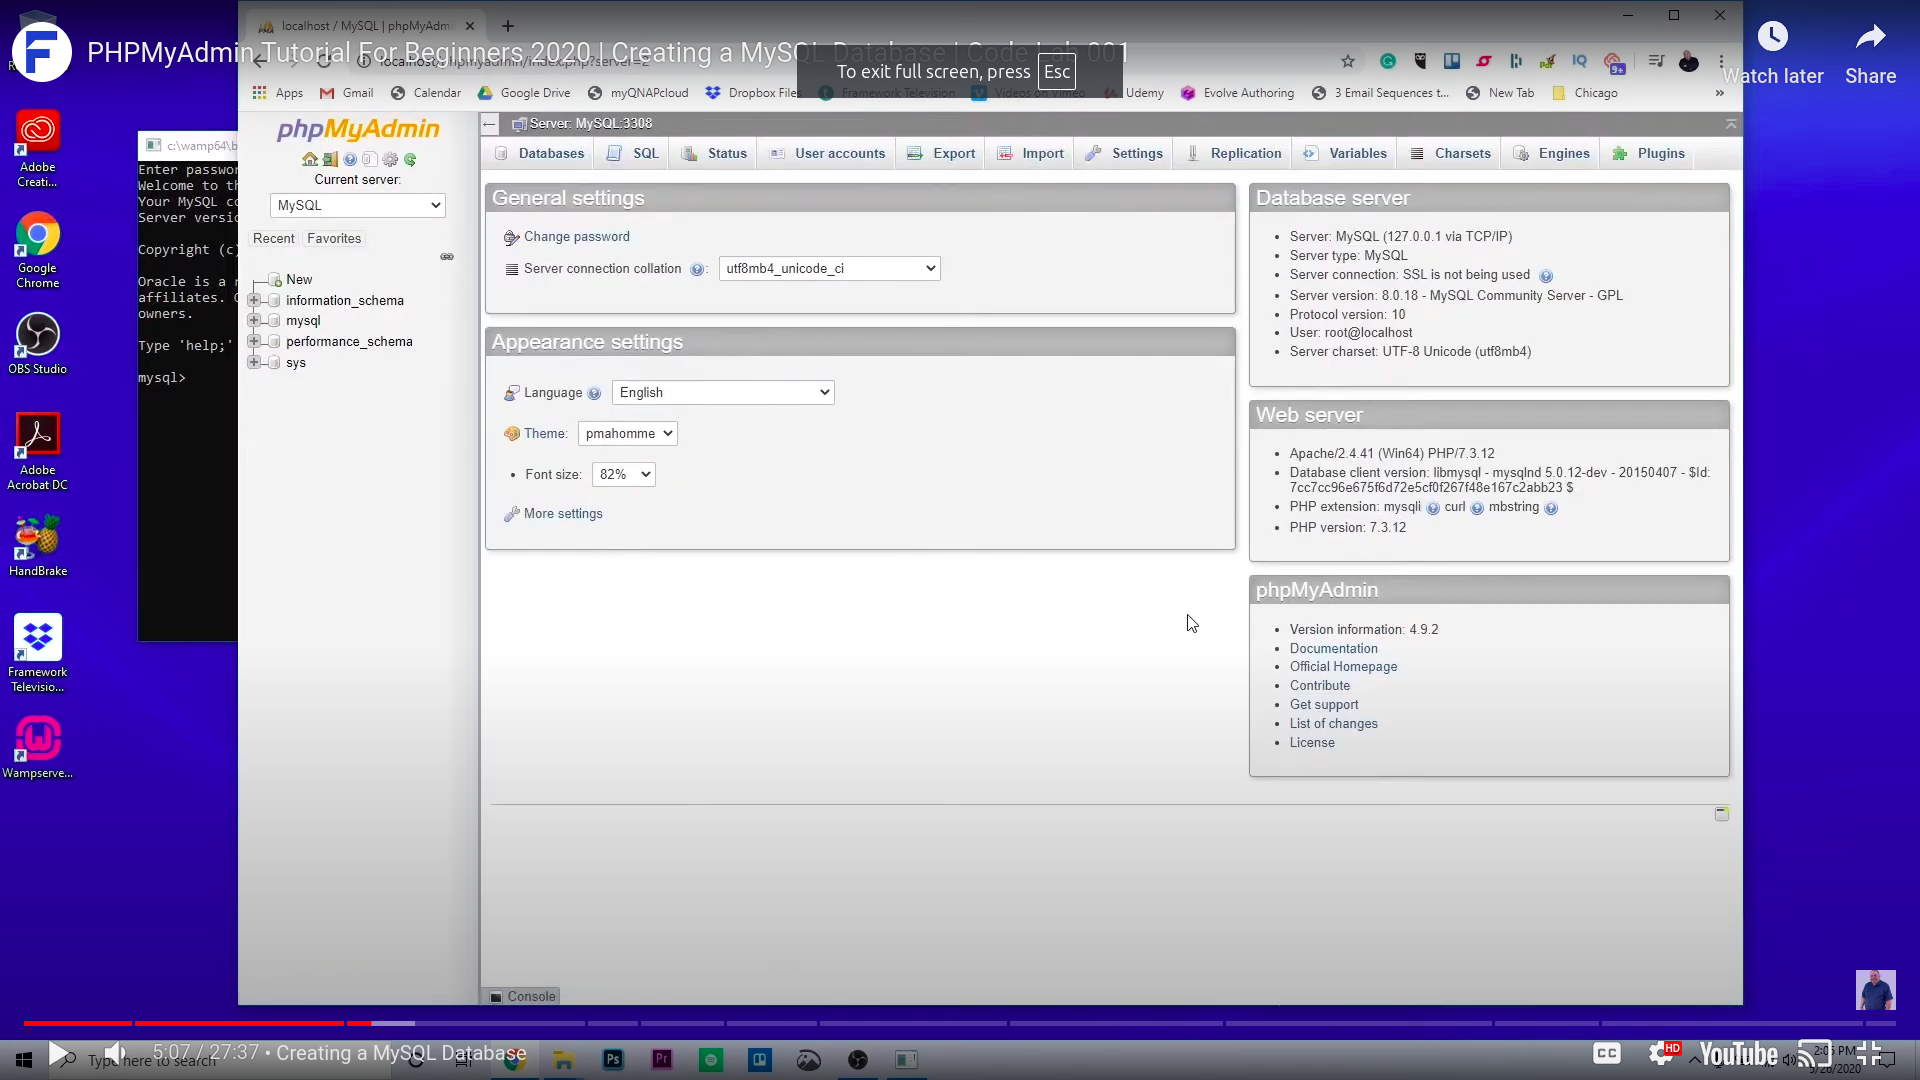 localhost / MySQL | phpMyAdm
PHPMyAdmin Tutorial For Beginners 2020 | Creating a MySQL Database | Code Lab 001
Watch later
Share
To exit full screen, press Esc
localhost/phpmyadmin/index.php?server=2
Apps
Gmail
Calendar
Google Drive
myQNAPcloud
Dropbox Files
Framework Television
Videos on Vimeo
Udemy
Evolve Authoring
3 Email Sequences t...
New Tab
Chicago
»
9+
IQ
Adobe
Creati...
Google
Chrome
OBS Studio
Adobe
Acrobat DC
HandBrake
Framework
Televisio...
Wampserve...
c:\wamp64\b
Enter passwor
Welcome to th
Your MySQL co
Server versio
Copyright (c)
Oracle is a r
affiliates. O
owners.
Type 'help;'
mysql>
phpMyAdmin
Current server:
MySQL
Recent
Favorites
New
information_schema
mysql
performance_schema
sys
Server: MySQL:3308
Databases
SQL
Status
User accounts
Export
Import
Settings
Replication
Variables
Charsets
Engines
Plugins
General settings
Change password
Server connection collation : utf8mb4_unicode_ci
Appearance settings
Language English
Theme: pmahomme
• Font size: 82%
More settings
Database server
• Server: MySQL (127.0.0.1 via TCP/IP)
• Server type: MySQL
• Server connection: SSL is not being used
• Server version: 8.0.18 - MySQL Community Server - GPL
• Protocol version: 10
• User: root@localhost
• Server charset: UTF-8 Unicode (utf8mb4)
Web server
• Apache/2.4.41 (Win64) PHP/7.3.12
• Database client version: libmysql - mysqlnd 5.0.12-dev - 20150407 - $Id:
7cc7cc96e675f6d72e5cf0f267f48e167c2abb23 $
• PHP extension: mysqli curl mbstring
• PHP version: 7.3.12
phpMyAdmin
• Version information: 4.9.2
• Documentation
• Official Homepage
• Contribute
• Get support
• List of changes
• License
Console
5:07 / 27:37 • Creating a MySQL Database
Type here to search
Ps
Pr
CC
HD
YouTube